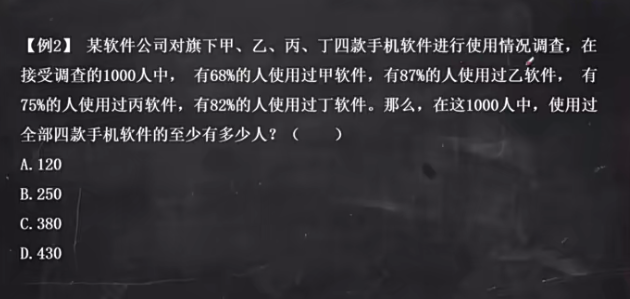 【例2】 某软件公司对旗下甲、乙、丙、丁四款手机软件进行使用情况调查，在
接受调查的1000人中， 有68%的人使用过甲软件，有87%的人使用过乙软件， 有
75%的人使用过丙软件，有82%的人使用过丁软件。那么，在这1000人中，使用过
全部四款手机软件的至少有多少人？（　　）
A.120
B.250
C.380
D.430